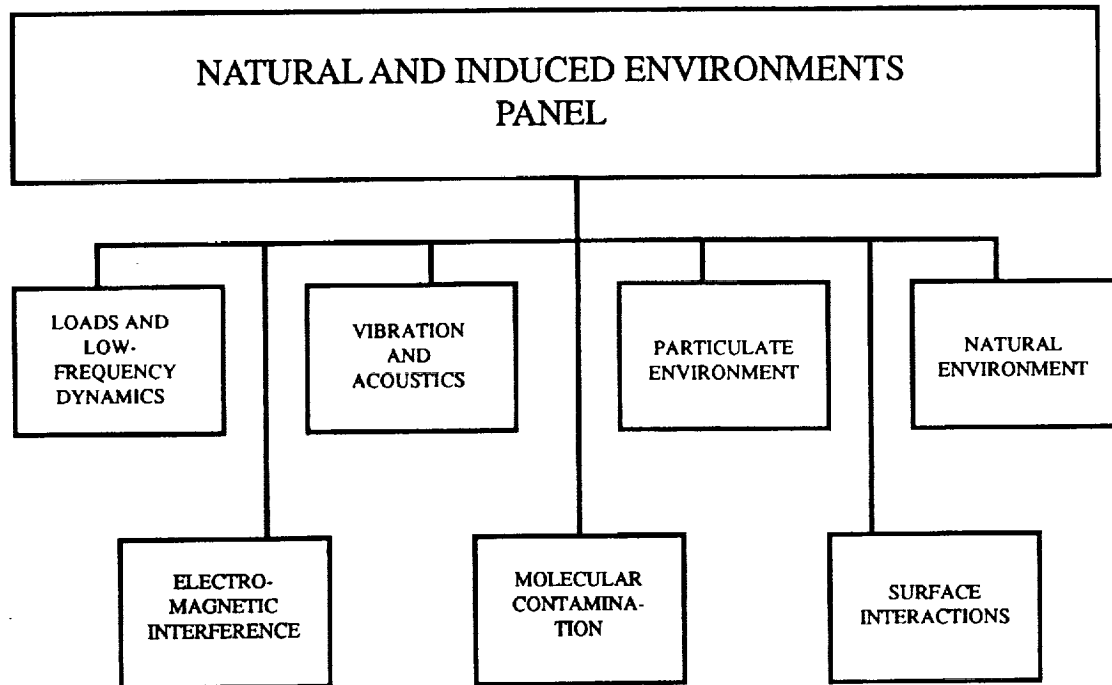 NATURAL AND INDUCED ENVIRONMENTS
PANEL
LOADS AND
LOW-
FREQUENCY
DYNAMICS
VIBRATION
AND
ACOUSTICS
PARTICULATE
ENVIRONMENT
NATURAL
ENVIRONMENT
ELECTRO-
MAGNETIC
INTERFERENCE
MOLECULAR
CONTAMINA-
TION
SURFACE
INTERACTIONS